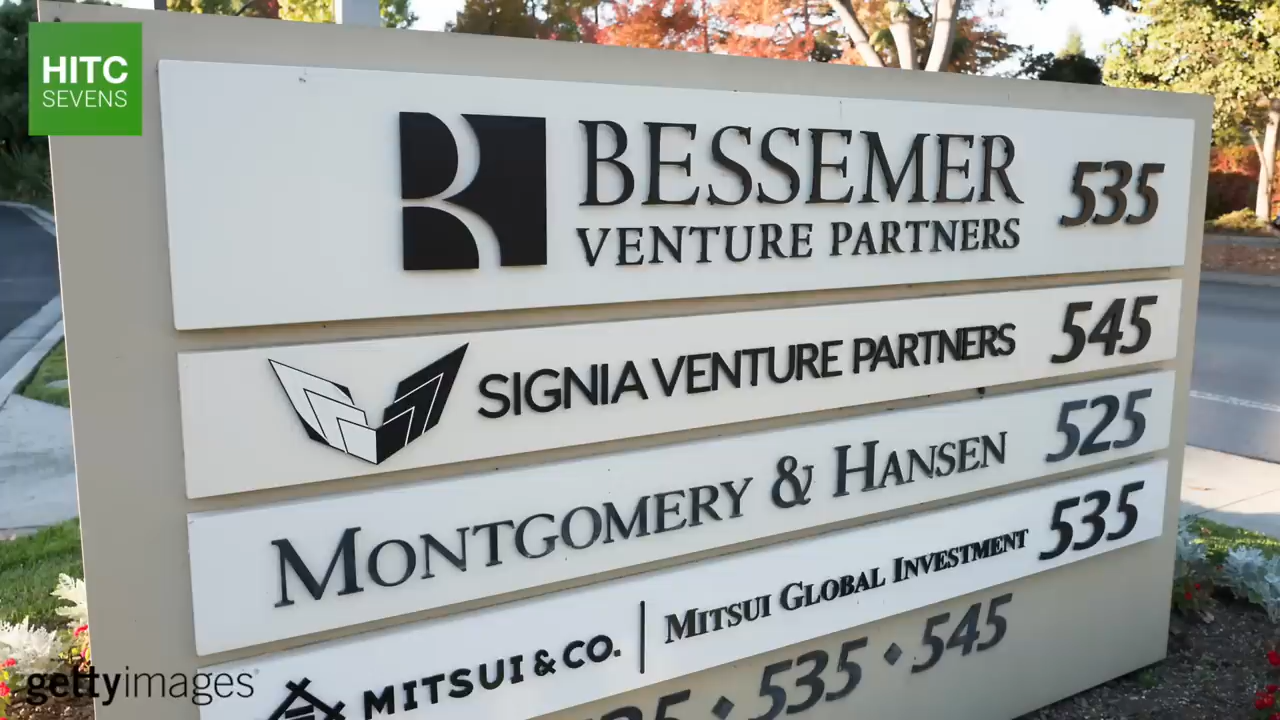 HITC
SEVENS
BESSEMER
VENTURE PARTNERS
535
SIGNIA VENTURE PARTNERS
545
MONTGOMERY & HANSEN
525
MITSUI & CO. | MITSUI GLOBAL INVESTMENT
535
535 ◆ 545
gettyimages®